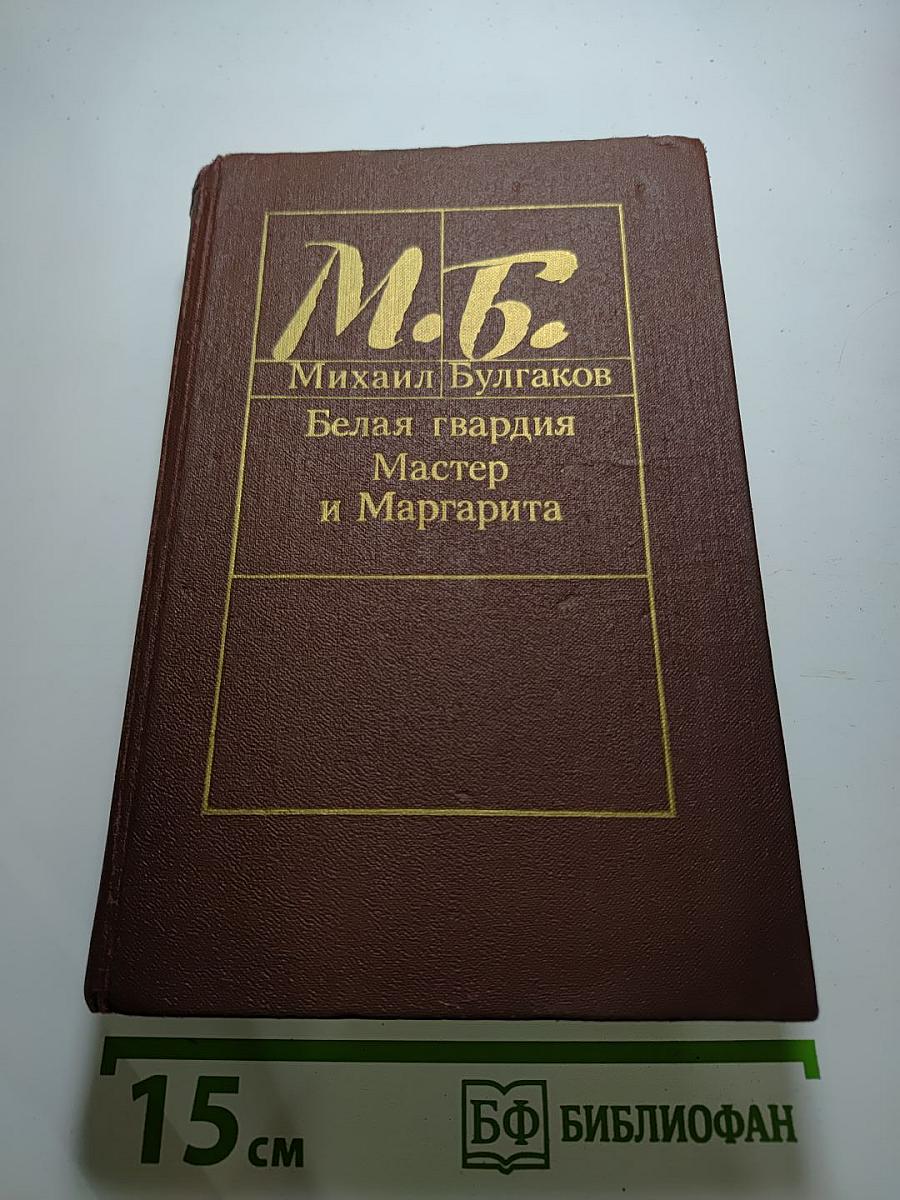 М.Б.
Михаил Булгаков
Белая гвардия
Мастер
и Маргарита
15 см
БФ БИБЛИОФАН